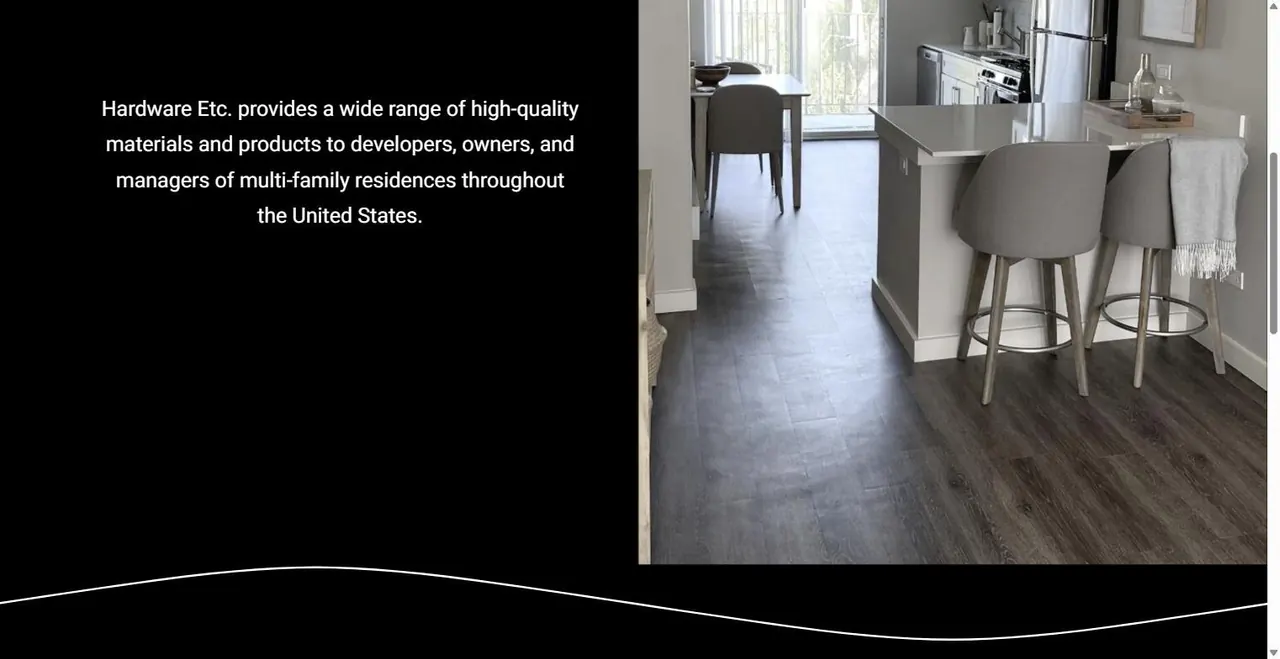 Hardware Etc. provides a wide range of high-quality
materials and products to developers, owners, and
managers of multi-family residences throughout
the United States.